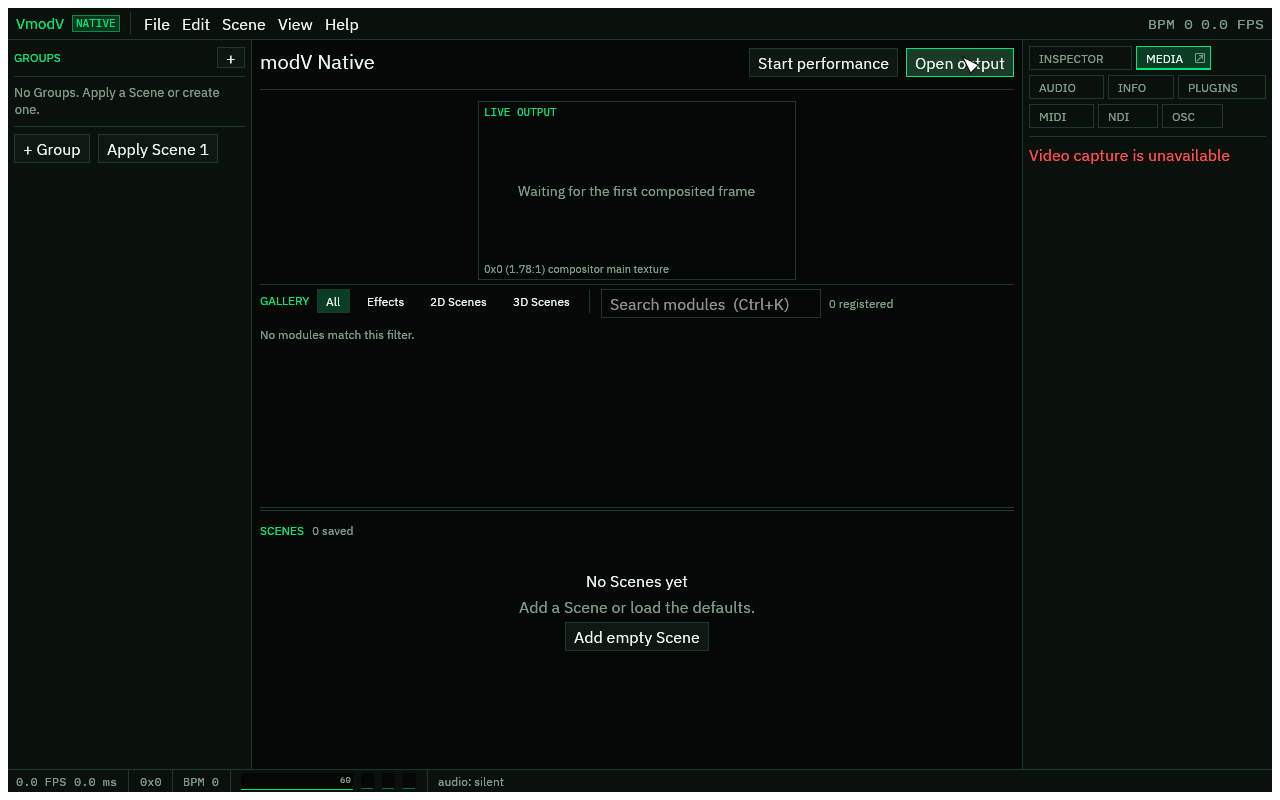 VmodV NATIVE File Edit Scene View Help BPM 0 0.0 FPS
GROUPS +
No Groups. Apply a Scene or create
one.
+ Group Apply Scene 1
modV Native Start performance Open output
LIVE OUTPUT
Waiting for the first composited frame
0x0 (1.78:1) compositor main texture
GALLERY All Effects 2D Scenes 3D Scenes Search modules (Ctrl+K) 0 registered
No modules match this filter.
SCENES 0 saved
No Scenes yet
Add a Scene or load the defaults.
Add empty Scene
INSPECTOR MEDIA
AUDIO INFO PLUGINS
MIDI NDI OSC
Video capture is unavailable
0.0 FPS 0.0 ms 0x0 BPM 0 60 audio: silent